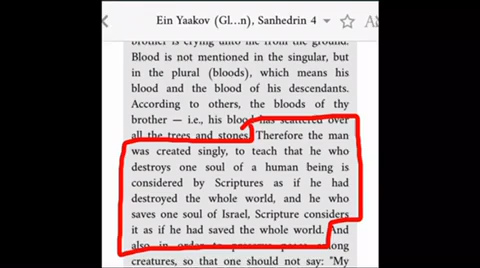 Ein Yaakov (Gl...n), Sanhedrin 4
brother is crying unto me from the ground.
Blood is not mentioned in the singular, but
in the plural (bloods), which means his
blood and the blood of his descendants.
According to others, the bloods of thy
brother — i.e., his blood has scattered over
all the trees and stones. Therefore the man
was created singly, to teach that he who
destroys one soul of a human being is
considered by Scriptures as if he had
destroyed the whole world, and he who
saves one soul of Israel, Scripture considers
it as if he had saved the whole world. And
also in order to preserve peace among
creatures, so that one should not say: "My